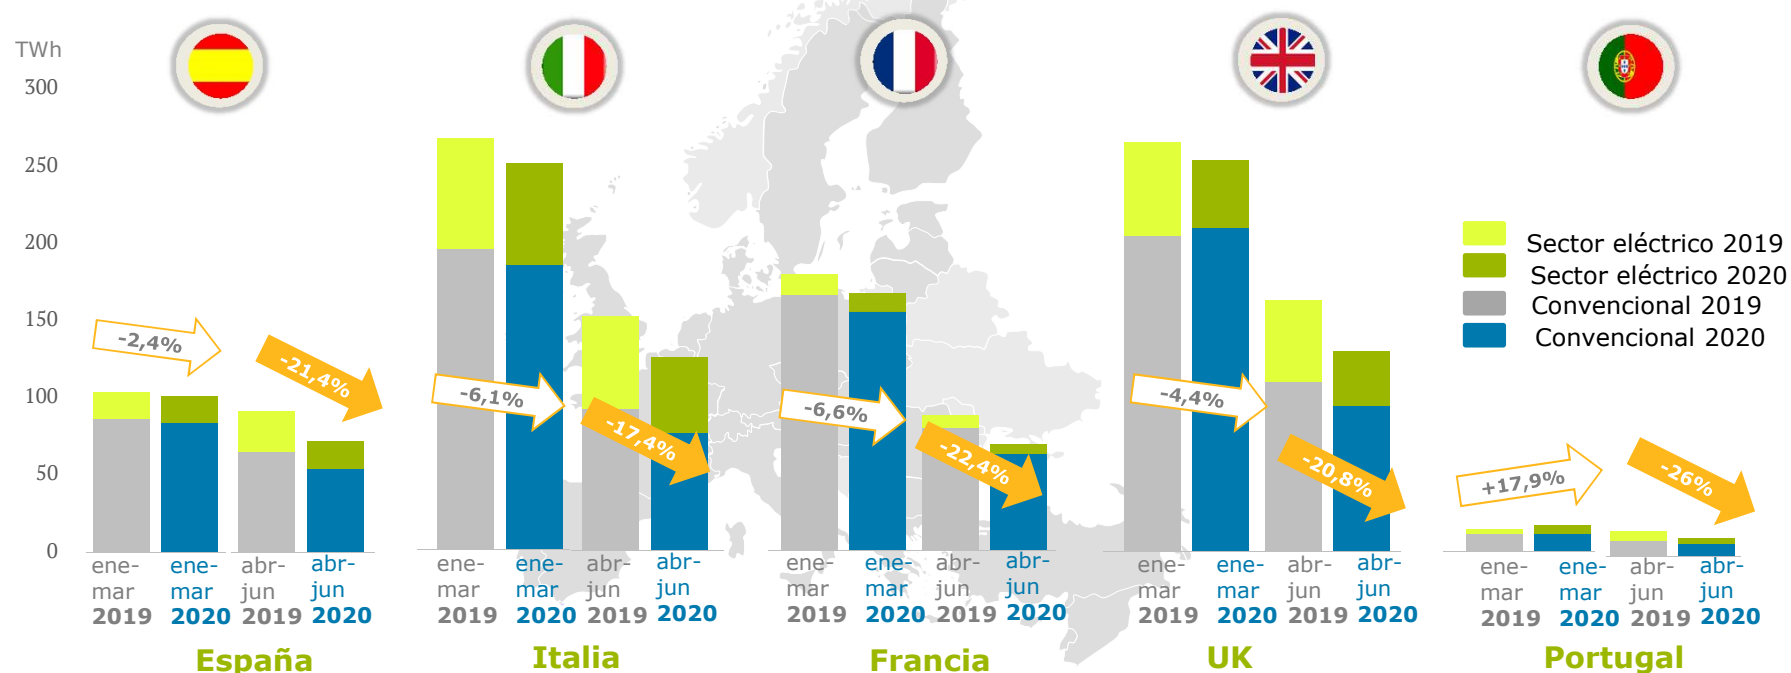 TWh
300
250
200
150
100
50
0
-2,4%
-21,4%
ene-
mar
2019
ene-
mar
2020
abr-
jun
2019
abr-
jun
2020
España
-6,1%
-17,4%
ene-
mar
2019
ene-
mar
2020
abr-
jun
2019
abr-
jun
2020
Italia
-6,6%
-22,4%
ene-
mar
2019
ene-
mar
2020
abr-
jun
2019
abr-
jun
2020
Francia
-4,4%
-20,8%
ene-
mar
2019
ene-
mar
2020
abr-
jun
2019
abr-
jun
2020
UK
+17,9%
-26%
ene-
mar
2019
ene-
mar
2020
abr-
jun
2019
abr-
jun
2020
Portugal
Sector eléctrico 2019
Sector eléctrico 2020
Convencional 2019
Convencional 2020